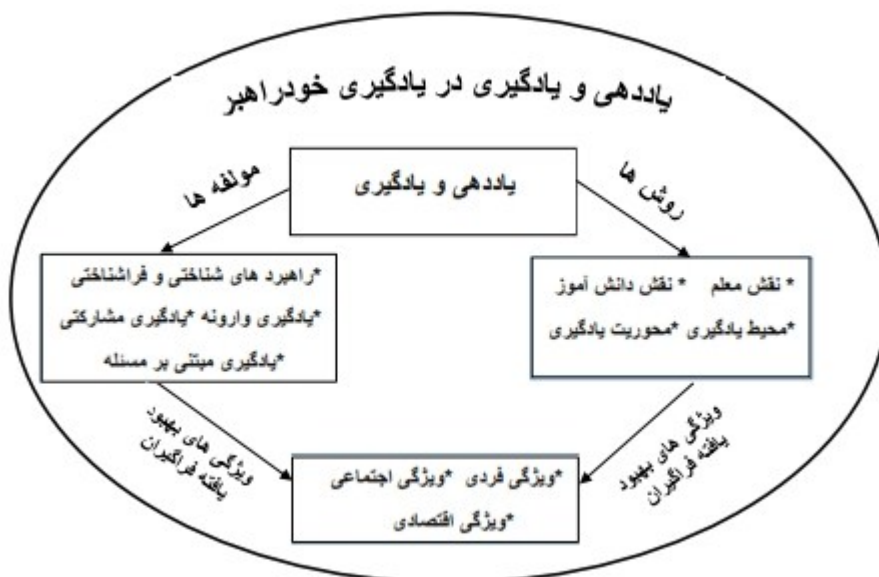 یاددهی و یادگیری در یادگیری خودراهبر
یاددهی و یادگیری
روش ها
مولفه ها
* نقش معلم * نقش دانش آموز
*محیط یادگیری *محوریت یادگیری
*راهبرد های شناختی و فراشناختی
*یادگیری وارونه *یادگیری مشارکتی
*یادگیری مبتنی بر مسئله
ویژگی های بهبود
یافته فراگیران
ویژگی های بهبود
یافته فراگیران
*ویژگی فردی *ویژگی اجتماعی
*ویژگی اقتصادی